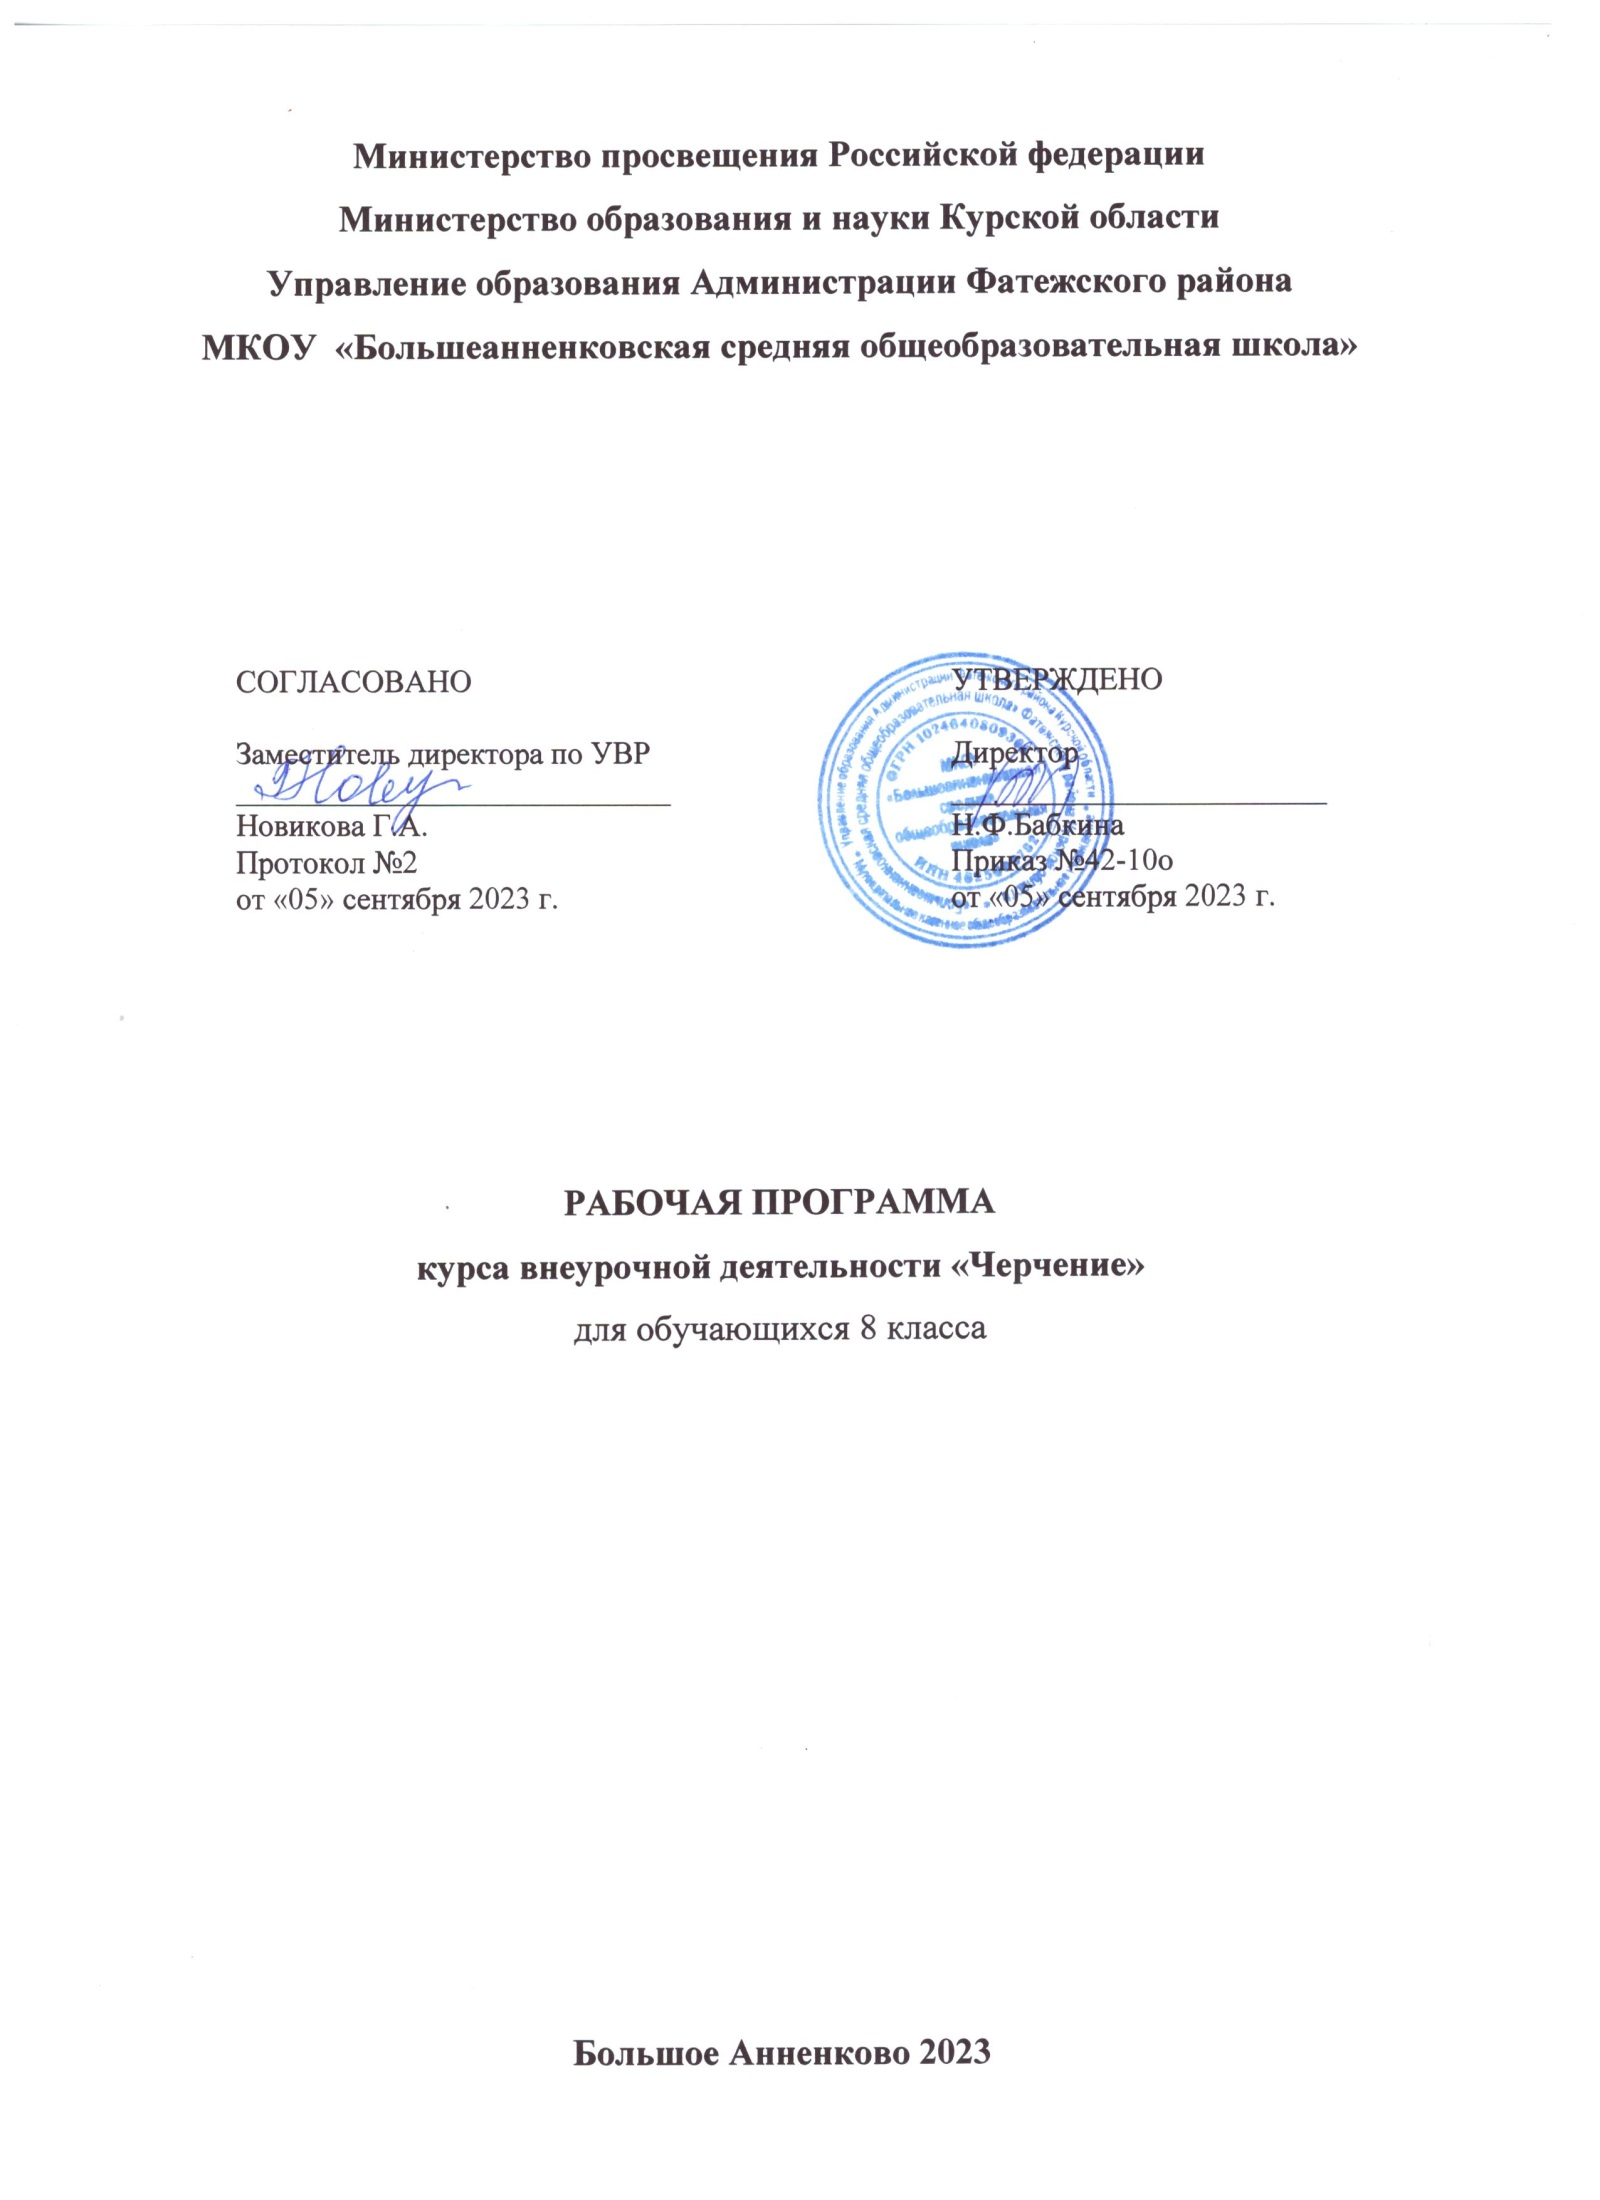 Министерство просвещения Российской федерации
Министерство образования и науки Курской области
Управление образования Администрации Фатежского района
МКОУ «Большеанненковская средняя общеобразовательная школа»
СОГЛАСОВАНО
Заместитель директора по УВР
Новикова Г.А.
Протокол №2
от «05» сентября 2023 г.
УТВЕРЖДЕНО
Директор
Н.Ф.Бабкина
Приказ №42-10о
от «05» сентября 2023 г.
РАБОЧАЯ ПРОГРАММА
курса внеурочной деятельности «Черчение»
для обучающихся 8 класса
Большое Анненково 2023